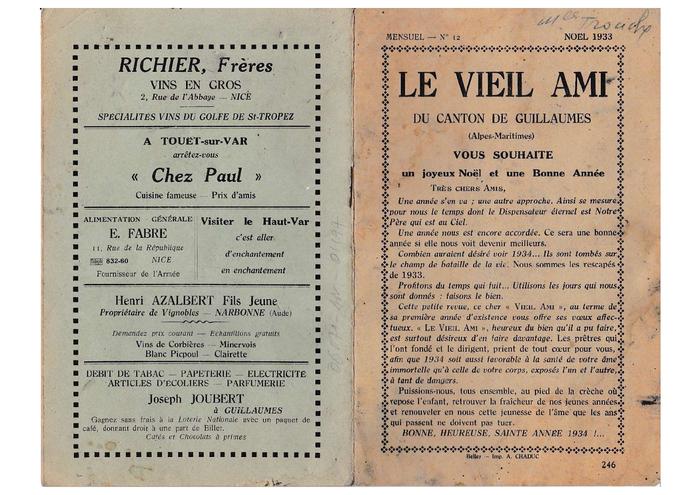 RICHIER, Frères
VINS EN GROS
2, Rue de l'Abbaye — NICE
SPECIALITES VINS DU GOLFE DE St-TROPEZ
A TOUET-sur-VAR
arrêtez-vous
« Chez Paul »
Cuisine fameuse — Prix d'amis
ALIMENTATION GÉNÉRALE
E. FABRE
11, Rue de la République
832-60 NICE
Fournisseur de l'Armée
Visiter le Haut-Var
c'est aller
d'enchantement
en enchantement
Henri AZALBERT Fils Jeune
Propriétaire de Vignobles — NARBONNE (Aude)
Demandez prix courant — Echantillons gratuits
Vins de Corbières — Minervois
Blanc Picpoul — Clairette
DEBIT DE TABAC — PAPETERIE — ELECTRICITE
ARTICLES D'ÉCOLIERS — PARFUMERIE
Joseph JOUBERT
à GUILLAUMES
Gagnez sans frais à la Loterie Nationale avec un paquet de
café, donnant droit à une part de Billet.
Cafés et Chocolats à primes
MENSUEL — N° 12
NOEL 1933
LE VIEIL AMI
DU CANTON DE GUILLAUMES
(Alpes-Maritimes)
VOUS SOUHAITE
un joyeux Noël et une Bonne Année
TRÈS CHERS AMIS,
Une année s'en va ; une autre approche. Ainsi se mesure
pour nous le temps dont le Dispensateur éternel est Notre
Père qui est au Ciel.
Une année nous est encore accordée. Ce sera une bonne
année si elle nous voit devenir meilleurs.
Combien auraient désiré voir 1934... Ils sont tombés sur
le champ de bataille de la vie. Nous sommes les rescapés
de 1933.
Profitons du temps qui fuit... Utilisons les jours qui nous
sont donnés : faisons le bien.
Cette petite revue, ce cher « VIEIL AMI », au terme de
sa première année d'existence vous offre ses vœux affec-
tueux. « LE VIEIL AMI », heureux du bien qu'il a pu faire,
est surtout désireux d'en faire davantage. Les prêtres qui
l'ont fondé et le dirigent, prient de tout cœur pour vous,
afin que 1934 soit aussi favorable à la santé de votre âme
immortelle qu'à celle de votre corps, exposés l'un et l'autre,
à tant de dangers.
Puissions-nous, tous ensemble, au pied de la crèche où
repose l'enfant, retrouver la fraîcheur de nos jeunes années
et renouveler en nous cette jeunesse de l'âme que les ans
qui passent ne doivent pas tuer.
BONNE, HEUREUSE, SAINTE ANNÉE 1934 !...
Belley — Imp. A. CHADUC
246